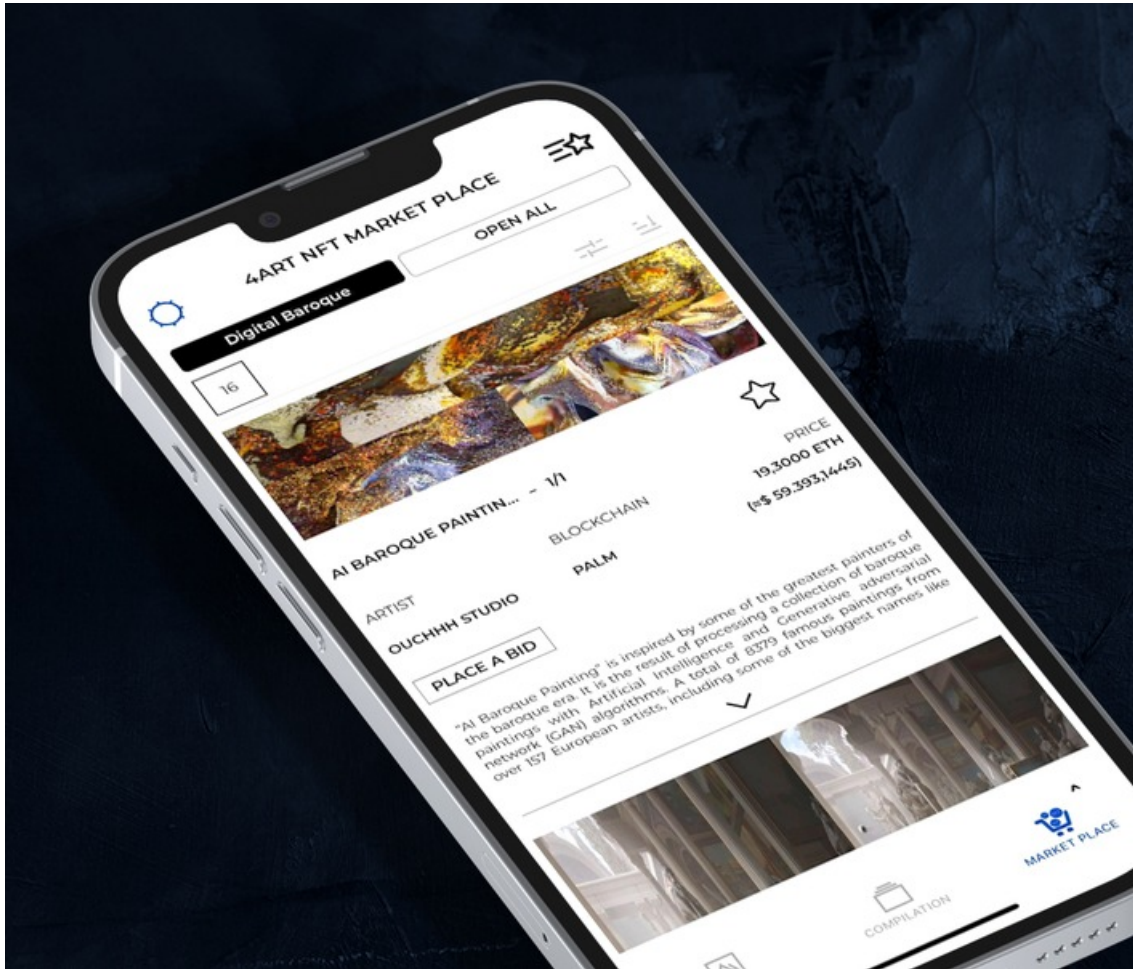 4ART NFT MARKET PLACE
Digital Baroque
OPEN ALL
16
AI BAROQUE PAINTIN... - 1/1
ARTIST
OUCHHH STUDIO
BLOCKCHAIN
PALM
PRICE
19,3000 ETH
(≈$ 59.393,1445)
PLACE A BID
"AI Baroque Painting" is inspired by some of the greatest painters of
the baroque era. It is the result of processing a collection of baroque
paintings with Artificial Intelligence and Generative adversarial
network (GAN) algorithms. A total of 8379 famous paintings from
over 157 European artists, including some of the biggest names like
COMPILATION
MARKET PLACE